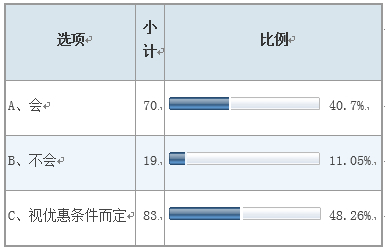 选项 小计 比例
A、会 70 40.7%
B、不会 19 11.05%
C、视优惠条件而定 83 48.26%